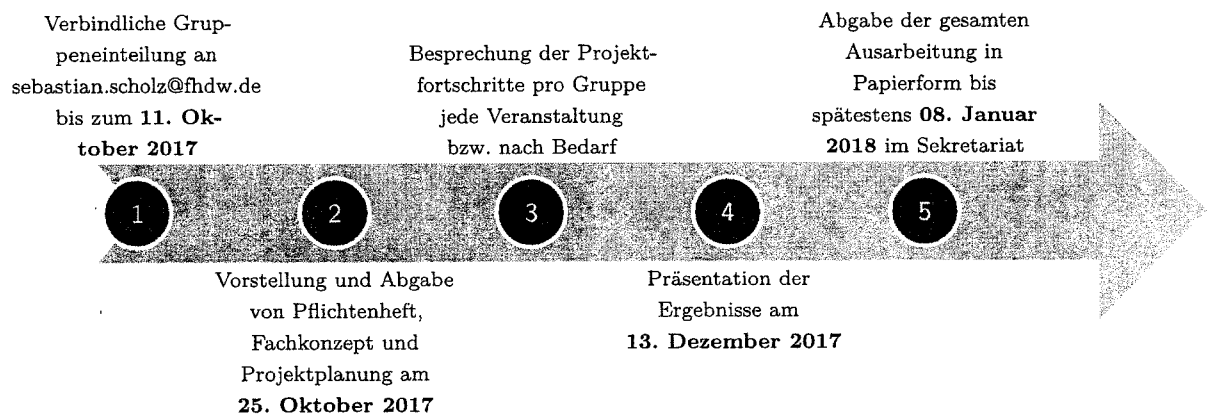 Verbindliche Grup-
peneinteilung an
sebastian.scholz@fhdw.de
bis zum 11. Ok-
tober 2017
1
Vorstellung und Abgabe
von Pflichtenheft,
Fachkonzept und
Projektplanung am
25. Oktober 2017
2
Besprechung der Projekt-
fortschritte pro Gruppe
jede Veranstaltung
bzw. nach Bedarf
3
Präsentation der
Ergebnisse am
13. Dezember 2017
4
Abgabe der gesamten
Ausarbeitung in
Papierform bis
spätestens 08. Januar
2018 im Sekretariat
5